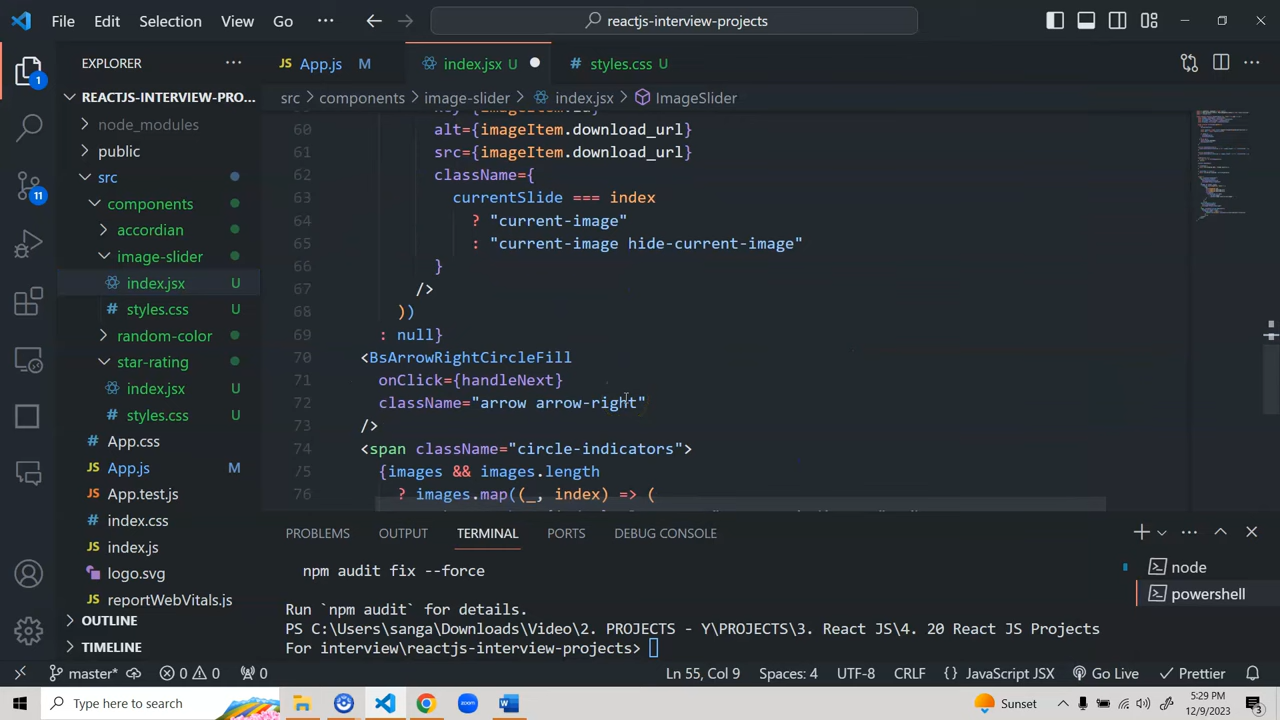 File Edit Selection View Go ··· reactjs-interview-projects
EXPLORER ···
App.js M index.jsx U styles.css U
REACTJS-INTERVIEW-PRO...
src > components > image-slider > index.jsx > ImageSlider
node_modules
public
src
components
accordian
image-slider
index.jsx U
styles.css U
random-color
star-rating
index.jsx U
styles.css U
App.css
App.js M
App.test.js
index.css
index.js
logo.svg
reportWebVitals.js
OUTLINE
TIMELINE
1
11
60 alt={imageItem.download_url}
61 src={imageItem.download_url}
62 className={
63 currentSlide === index
64 ? "current-image"
65 : "current-image hide-current-image"
66 }
67 />
68 ))
69 : null}
70 <BsArrowRightCircleFill
71 onClick={handleNext}
72 className="arrow arrow-right"
73 />
74 <span className="circle-indicators">
75 {images && images.length
76 ? images.map((_, index) => (
PROBLEMS OUTPUT TERMINAL PORTS DEBUG CONSOLE
npm audit fix --force
Run `npm audit` for details.
PS C:\Users\sanga\Downloads\Video\2. PROJECTS - Y\PROJECTS\3. React JS\4. 20 React JS Projects
For interview\reactjs-interview-projects>
node
powershell
master* 0 0 0 Ln 55, Col 9 Spaces: 4 UTF-8 CRLF {} JavaScript JSX Go Live Prettier
Type here to search
Sunset
5:29 PM
12/9/2023
3